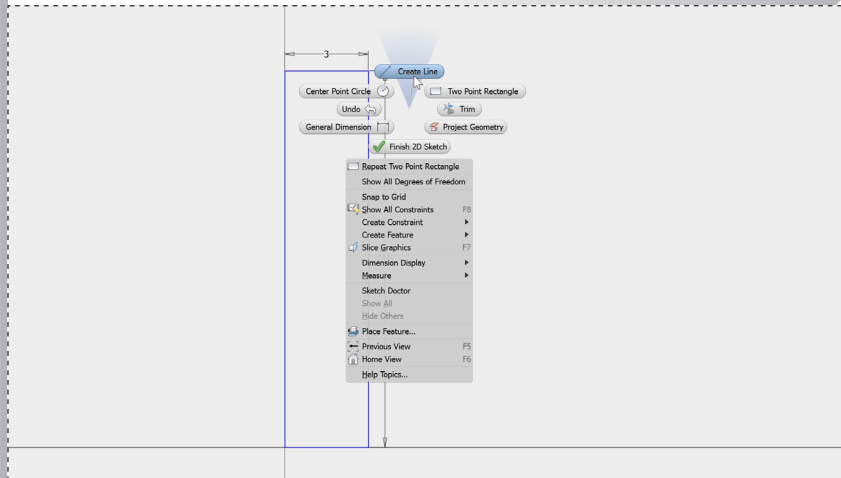 3
Create Line
Center Point Circle
Two Point Rectangle
Undo
Trim
General Dimension
Project Geometry
Finish 2D Sketch
Repeat Two Point Rectangle
Show All Degrees of Freedom
Snap to Grid
Show All Constraints F8
Create Constraint
Create Feature
Slice Graphics F7
Dimension Display
Measure
Sketch Doctor
Show All
Hide Others
Place Feature...
Previous View F5
Home View F6
Help Topics...